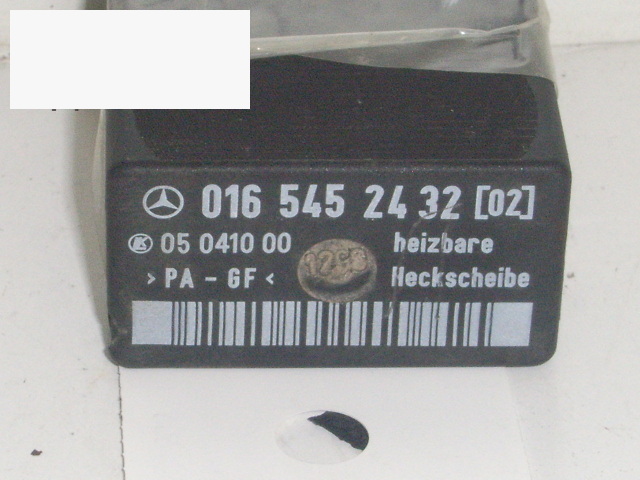 016 545 24 32 [02]
K 05 0410 00 heizbare
>PA-GF< Heckscheibe